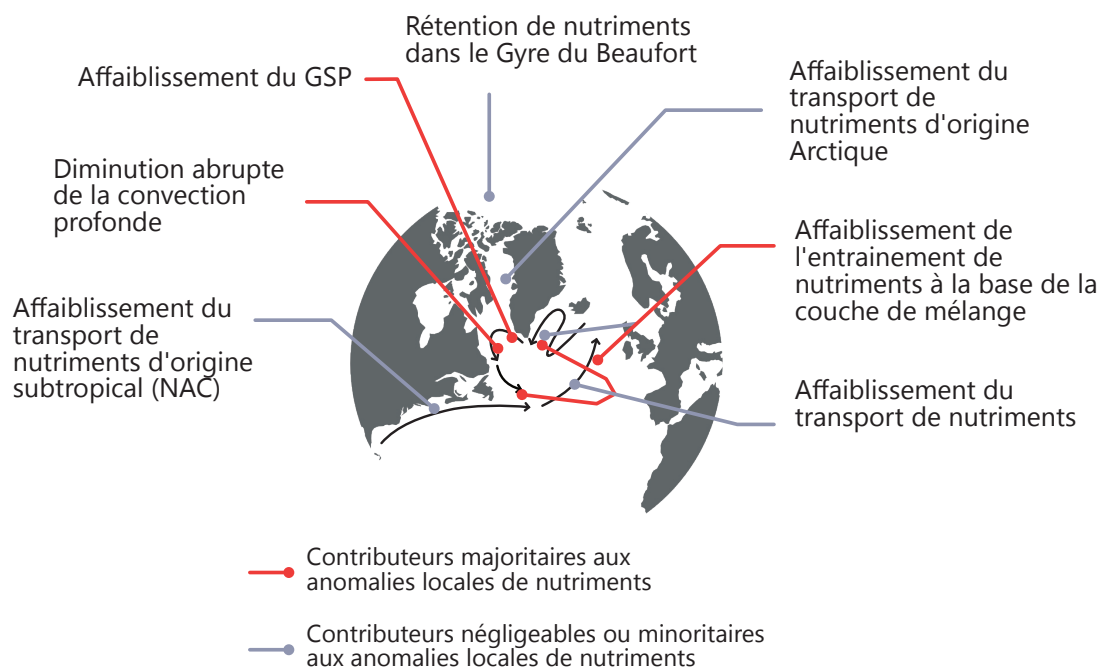 Rétention de nutriments
dans le Gyre du Beaufort
Affaiblissement du GSP
Affaiblissement du
transport de
nutriments d'origine
Arctique
Diminution abrupte
de la convection
profonde
Affaiblissement de
l'entrainement de
nutriments à la base de la
couche de mélange
Affaiblissement du
transport de
nutriments d'origine
subtropical (NAC)
Affaiblissement du
transport de nutriments
Contributeurs majoritaires aux
anomalies locales de nutriments
Contributeurs négligeables ou minoritaires
aux anomalies locales de nutriments